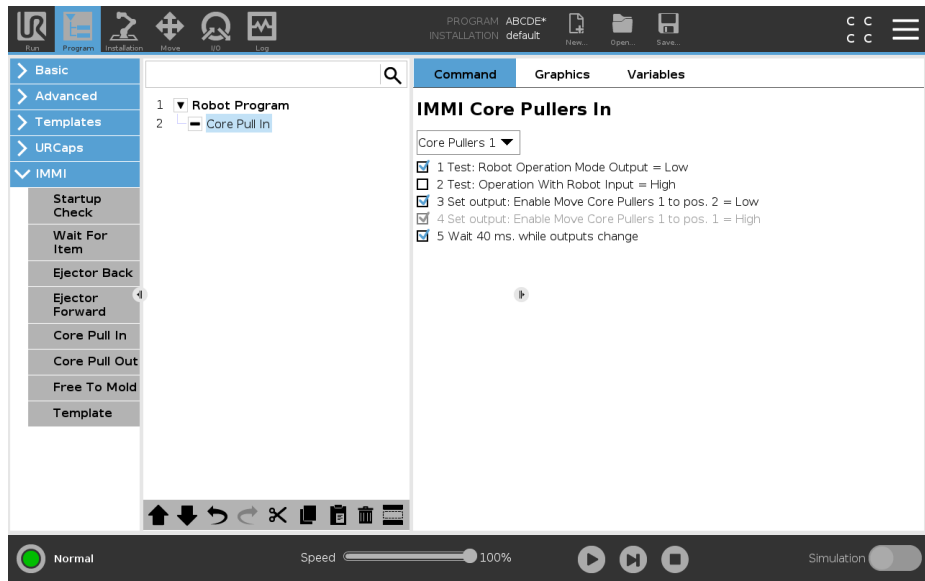 PROGRAM ABCDE*
INSTALLATION default
Run Program Installation Move I/O Log New... Open... Save...
C C
C C
Basic
Advanced
Templates
URCaps
IMMI
Startup
Check
Wait For
Item
Ejector Back
Ejector
Forward
Core Pull In
Core Pull Out
Free To Mold
Template
1 Robot Program
2 Core Pull In
Command Graphics Variables
IMMI Core Pullers In
Core Pullers 1
1 Test: Robot Operation Mode Output = Low
2 Test: Operation With Robot Input = High
3 Set output: Enable Move Core Pullers 1 to pos. 2 = Low
4 Set output: Enable Move Core Pullers 1 to pos. 1 = High
5 Wait 40 ms. while outputs change
Normal
Speed 100%
Simulation